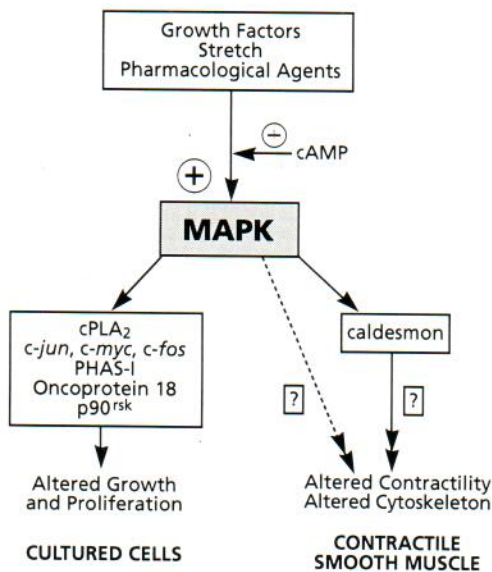 Growth Factors
Stretch
Pharmacological Agents
−
cAMP
+
MAPK
cPLA₂
c-jun, c-myc, c-fos
PHAS-I
Oncoprotein 18
p90ʳˢᵏ
caldesmon
?
?
Altered Growth
and Proliferation
Altered Contractility
Altered Cytoskeleton
CULTURED CELLS
CONTRACTILE
SMOOTH MUSCLE